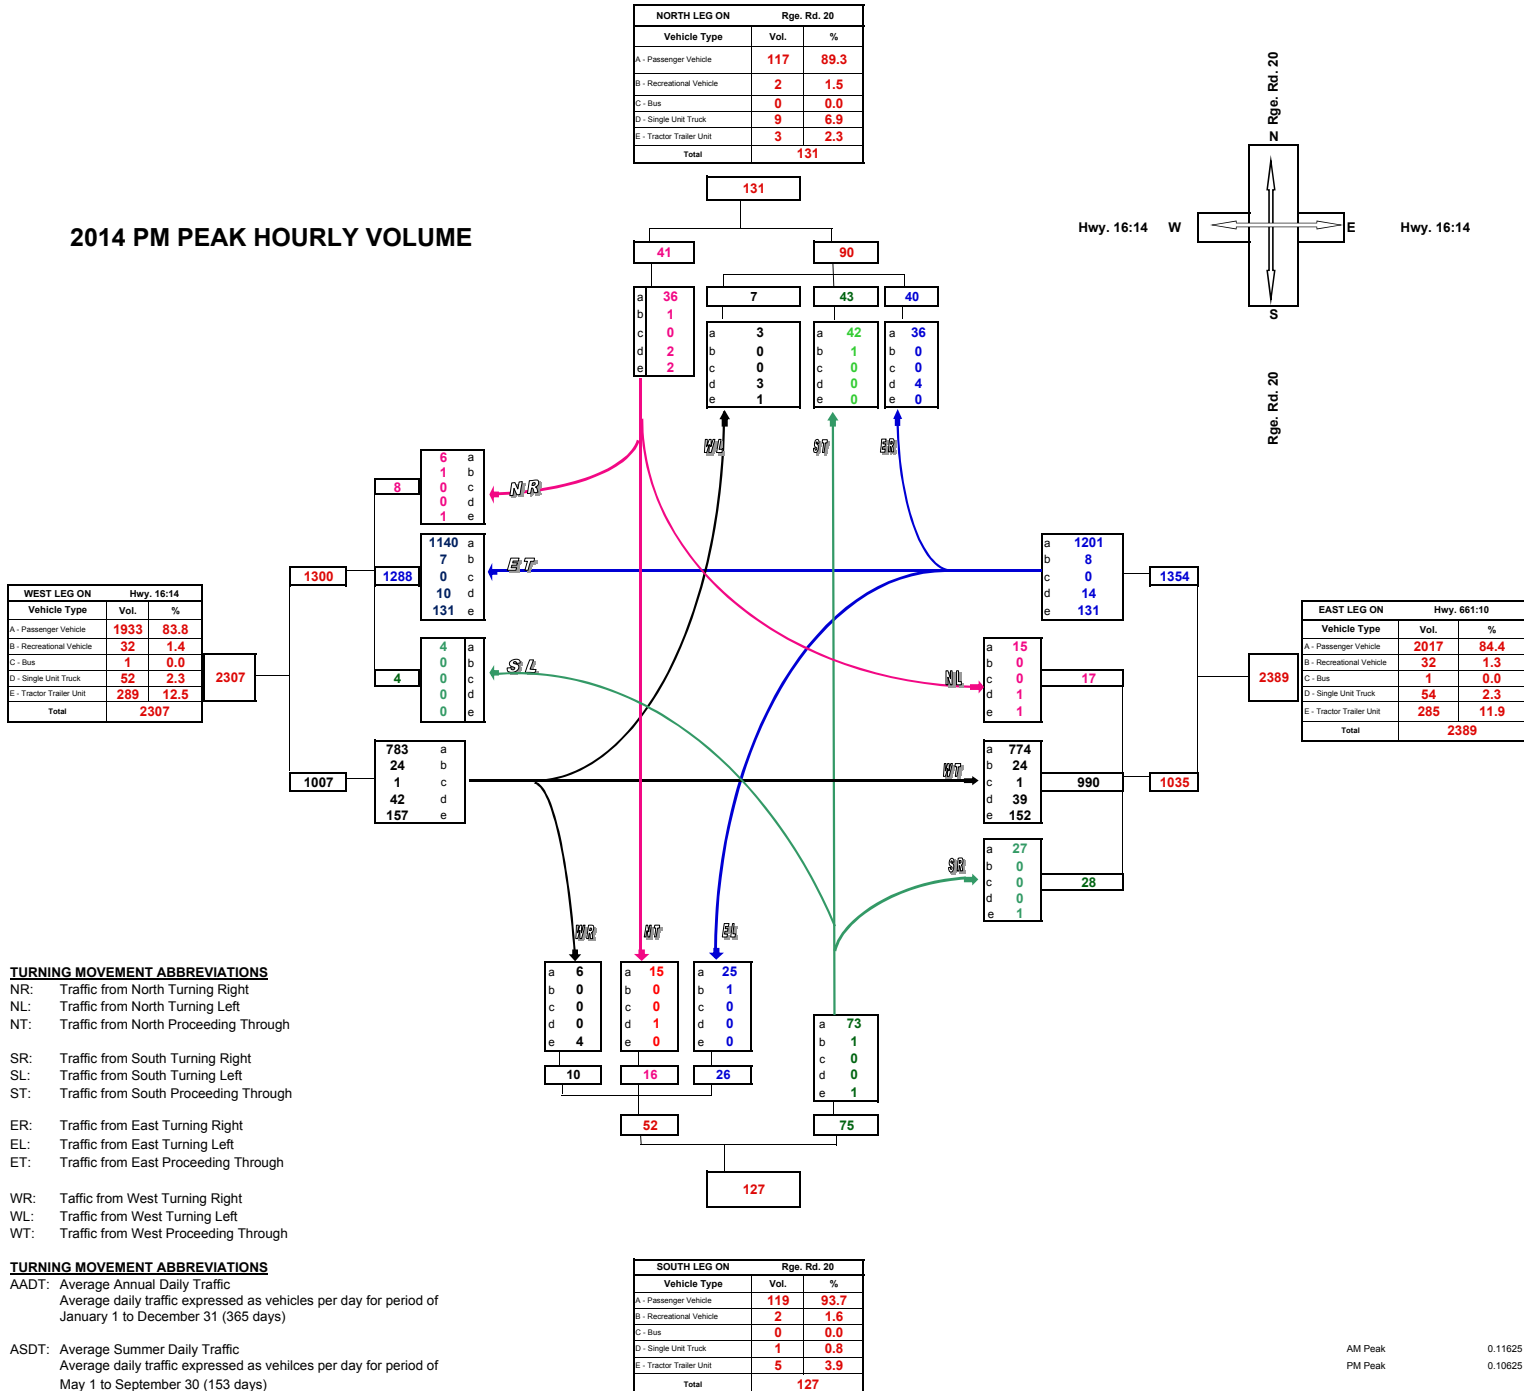 NORTH LEG ON Rge. Rd. 20
Vehicle Type Vol. %
A - Passenger Vehicle 117 89.3
B - Recreational Vehicle 2 1.5
C - Bus 0 0.0
D - Single Unit Truck 9 6.9
E - Tractor Trailer Unit 3 2.3
Total 131
131
2014 PM PEAK HOURLY VOLUME
Rge. Rd. 20
N
Hwy. 16:14 W E Hwy. 16:14
S
Rge. Rd. 20
41 90
7 43 40
a 36
b 1
c 0
d 2
e 2
a 3
b 0
c 0
d 3
e 1
a 42
b 1
c 0
d 0
e 0
a 36
b 0
c 0
d 4
e 0
WL ST ER
6 a
1 b
0 c
0 d
1 e
8
NR
1140 a
7 b
0 c
10 d
131 e
1300 1288
ET
a 1201
b 8
c 0
d 14
e 131
1354
WEST LEG ON Hwy. 16:14
Vehicle Type Vol. %
A - Passenger Vehicle 1933 83.8
B - Recreational Vehicle 32 1.4
C - Bus 1 0.0
D - Single Unit Truck 52 2.3
E - Tractor Trailer Unit 289 12.5
Total 2307
2307
4 a
0 b
0 c
0 d
0 e
4
SL
NL
a 15
b 0
c 0
d 1
e 1
17
2389
EAST LEG ON Hwy. 661:10
Vehicle Type Vol. %
A - Passenger Vehicle 2017 84.4
B - Recreational Vehicle 32 1.3
C - Bus 1 0.0
D - Single Unit Truck 54 2.3
E - Tractor Trailer Unit 285 11.9
Total 2389
1007
783 a
24 b
1 c
42 d
157 e
WT
a 774
b 24
c 1
d 39
e 152
990 1035
SR
a 27
b 0
c 0
d 0
e 1
28
WR NT EL
a 6
b 0
c 0
d 0
e 4
a 15
b 0
c 0
d 1
e 0
a 25
b 1
c 0
d 0
e 0
a 73
b 1
c 0
d 0
e 1
10 16 26
52 75
127
TURNING MOVEMENT ABBREVIATIONS
NR: Traffic from North Turning Right
NL: Traffic from North Turning Left
NT: Traffic from North Proceeding Through
SR: Traffic from South Turning Right
SL: Traffic from South Turning Left
ST: Traffic from South Proceeding Through
ER: Traffic from East Turning Right
EL: Traffic from East Turning Left
ET: Traffic from East Proceeding Through
WR: Taffic from West Turning Right
WL: Traffic from West Turning Left
WT: Traffic from West Proceeding Through
TURNING MOVEMENT ABBREVIATIONS
AADT: Average Annual Daily Traffic
Average daily traffic expressed as vehicles per day for period of
January 1 to December 31 (365 days)
ASDT: Average Summer Daily Traffic
Average daily traffic expressed as vehilces per day for period of
May 1 to September 30 (153 days)
SOUTH LEG ON Rge. Rd. 20
Vehicle Type Vol. %
A - Passenger Vehicle 119 93.7
B - Recreational Vehicle 2 1.6
C - Bus 0 0.0
D - Single Unit Truck 1 0.8
E - Tractor Trailer Unit 5 3.9
Total 127
AM Peak 0.11625
PM Peak 0.10625